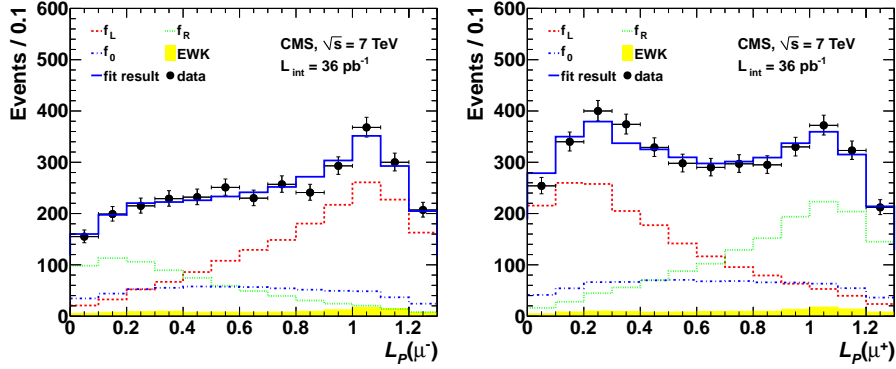 Events / 0.1
600
500
400
300
200
100
0
f_L f_R
f_0 EWK
fit result data
CMS, √s = 7 TeV
L_int = 36 pb⁻¹
0 0.2 0.4 0.6 0.8 1 1.2
L_P(μ⁻)
Events / 0.1
600
500
400
300
200
100
0
f_L f_R
f_0 EWK
fit result data
CMS, √s = 7 TeV
L_int = 36 pb⁻¹
0 0.2 0.4 0.6 0.8 1 1.2
L_P(μ⁺)